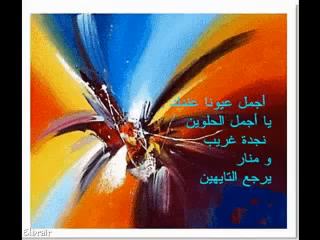 أجمل عيونا عندك
يا أجمل الحلوين
نجدة غريب
و منار
يرجع التايهين